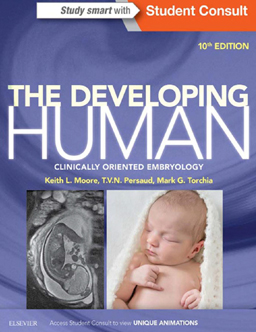 Study smart with Student Consult
10th EDITION
THE DEVELOPING
HUMAN
CLINICALLY ORIENTED EMBRYOLOGY
Keith L. Moore, T.V.N. Persaud, Mark G. Torchia
ELSEVIER Access Student Consult to view UNIQUE ANIMATIONS